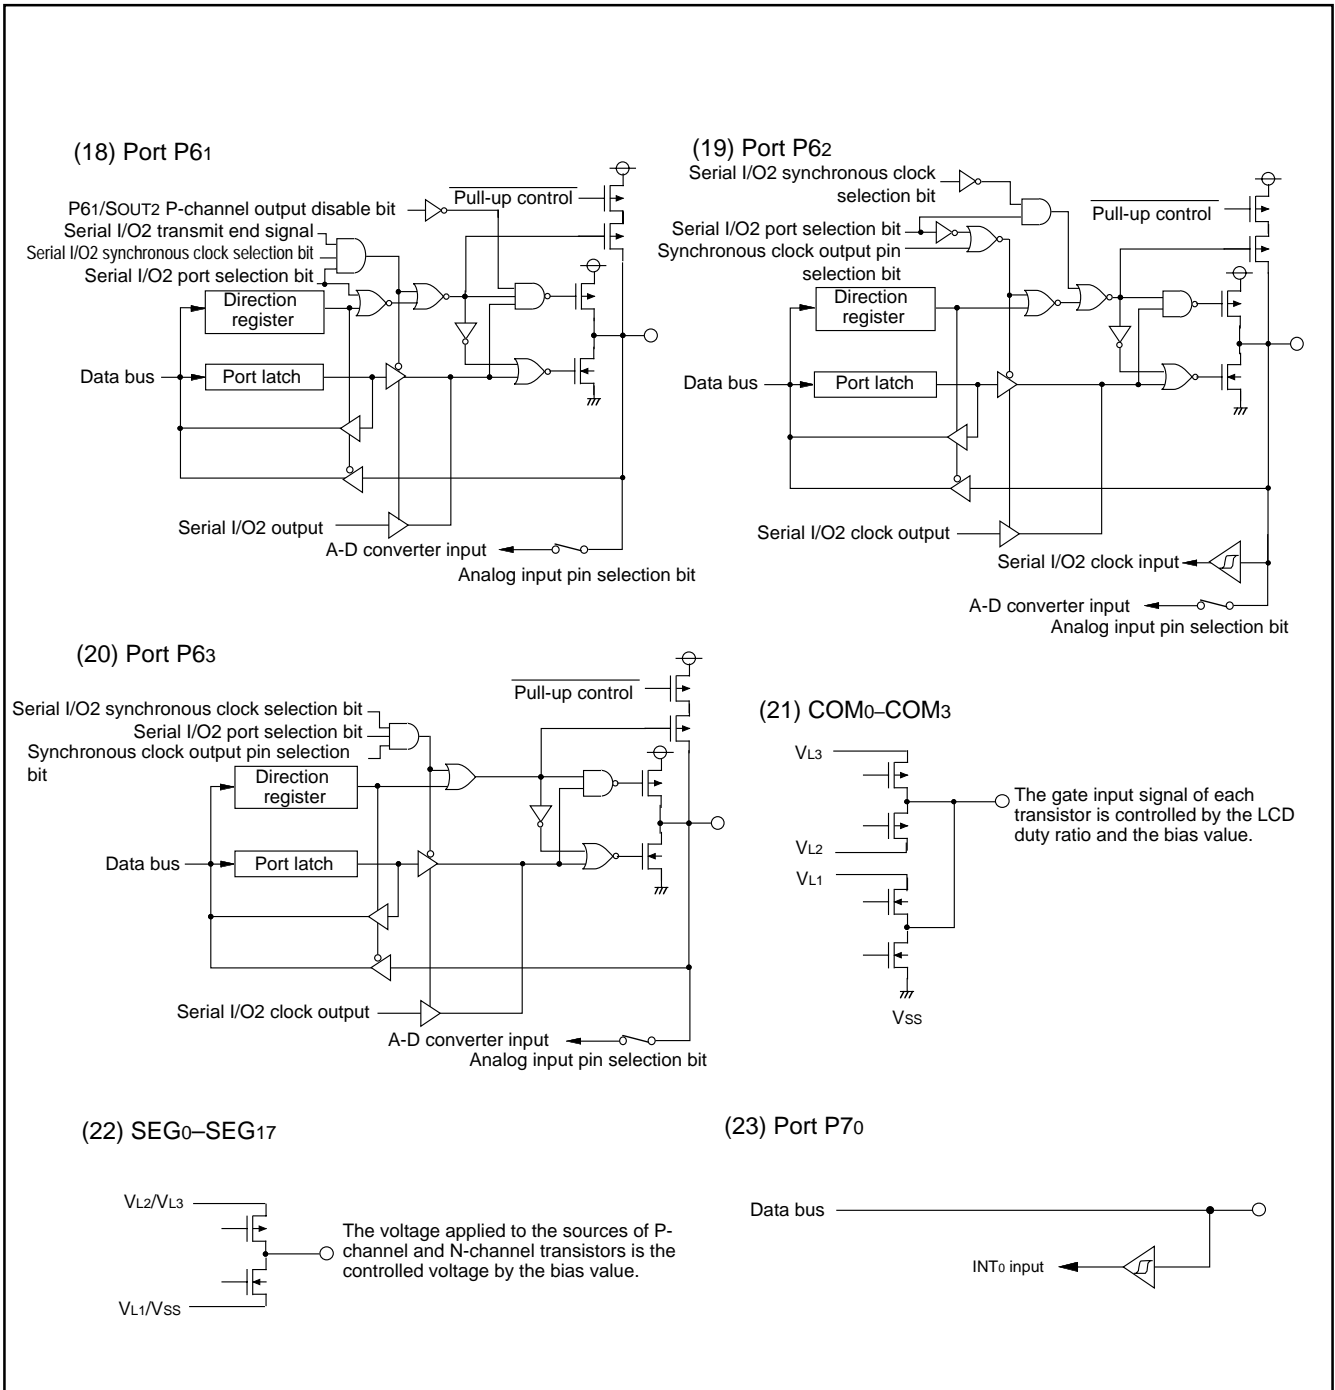 (18) Port P61
Pull-up control
P61/SOUT2 P-channel output disable bit
Serial I/O2 transmit end signal
Serial I/O2 synchronous clock selection bit
Serial I/O2 port selection bit
Direction
register
Data bus
Port latch
Serial I/O2 output
A-D converter input
Analog input pin selection bit
(19) Port P62
Serial I/O2 synchronous clock
selection bit
Pull-up control
Serial I/O2 port selection bit
Synchronous clock output pin
selection bit
Direction
register
Data bus
Port latch
Serial I/O2 clock output
Serial I/O2 clock input
A-D converter input
Analog input pin selection bit
(20) Port P63
Pull-up control
Serial I/O2 synchronous clock selection bit
Serial I/O2 port selection bit
Synchronous clock output pin selection
bit
Direction
register
Data bus
Port latch
Serial I/O2 clock output
A-D converter input
Analog input pin selection bit
(21) COM0–COM3
VL3
The gate input signal of each
transistor is controlled by the LCD
duty ratio and the bias value.
VL2
VL1
VSS
(22) SEG0–SEG17
VL2/VL3
The voltage applied to the sources of P-
channel and N-channel transistors is the
controlled voltage by the bias value.
VL1/VSS
(23) Port P70
Data bus
INT0 input